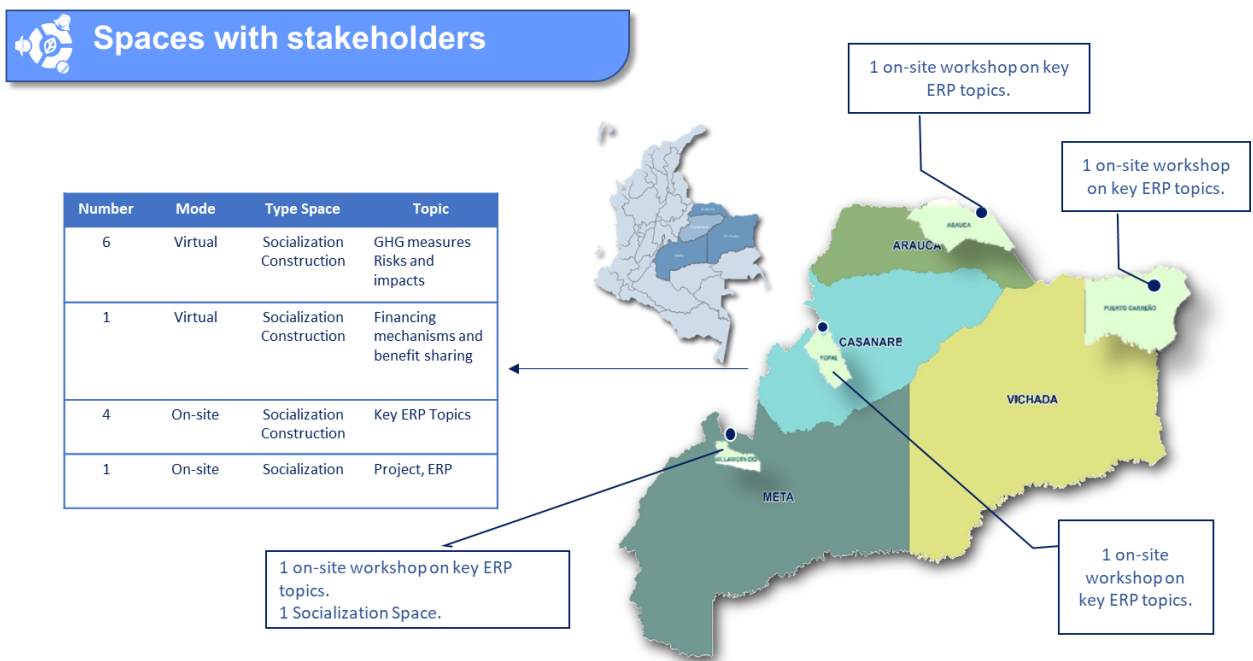 Spaces with stakeholders
1 on-site workshop on key
ERP topics.
1 on-site workshop
on key ERP topics.
Number Mode Type Space Topic
6 Virtual Socialization GHG measures
Construction Risks and
impacts
1 Virtual Socialization Financing
Construction mechanisms and
benefit sharing
4 On-site Socialization Key ERP Topics
Construction
1 On-site Socialization Project, ERP
ARAUCA
ARAUCA
PUERTO CARREÑO
CASANARE
YOPAL
VICHADA
META
1 on-site workshop on key ERP
topics.
1 Socialization Space.
1 on-site
workshop on
key ERP topics.